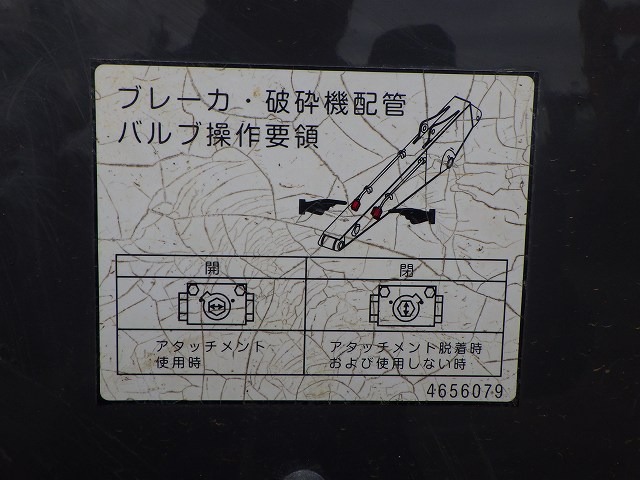 ブレーカ・破砕機配管
バルブ操作要領
開
閉
アタッチメント
使用時
アタッチメント脱着時
および使用しない時
4656079